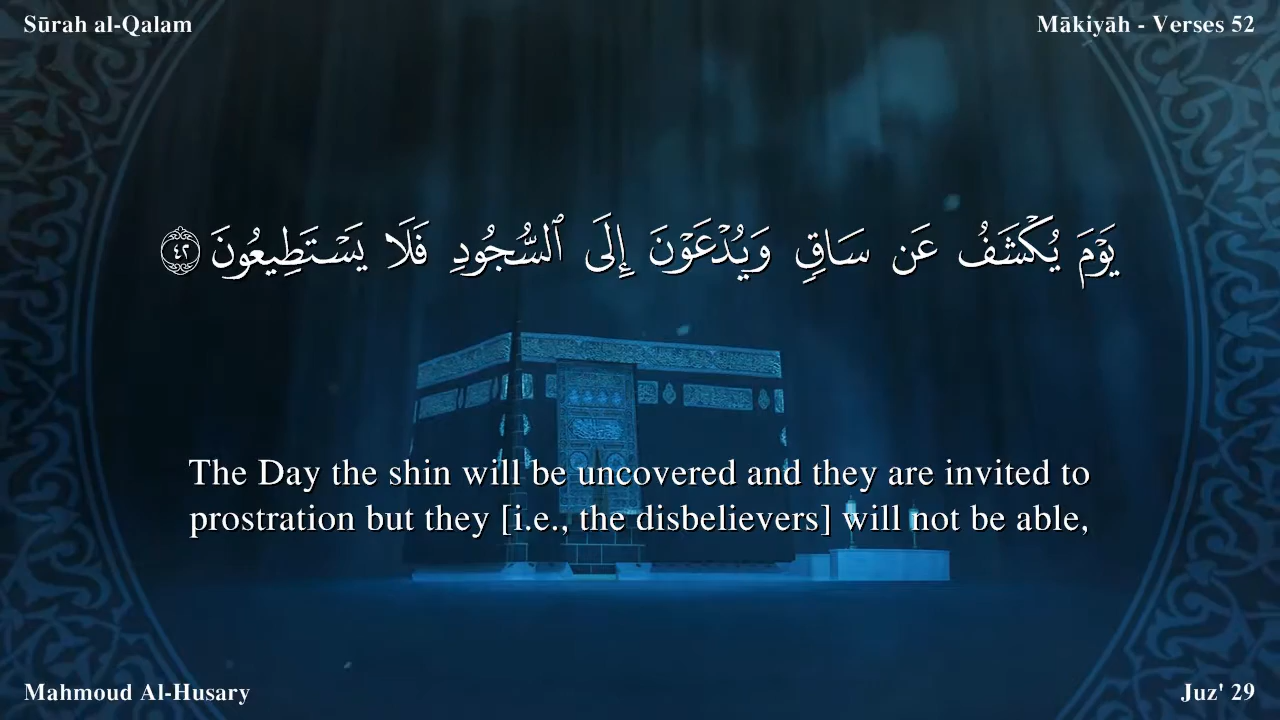 Sūrah al-Qalam
Mākiyāh - Verses 52
يَوْمَ يُكْشَفُ عَن سَاقٍ وَيُدْعَوْنَ إِلَى ٱلسُّجُودِ فَلَا يَسْتَطِيعُونَ ٤٢
The Day the shin will be uncovered and they are invited to
prostration but they [i.e., the disbelievers] will not be able,
Mahmoud Al-Husary
Juz' 29